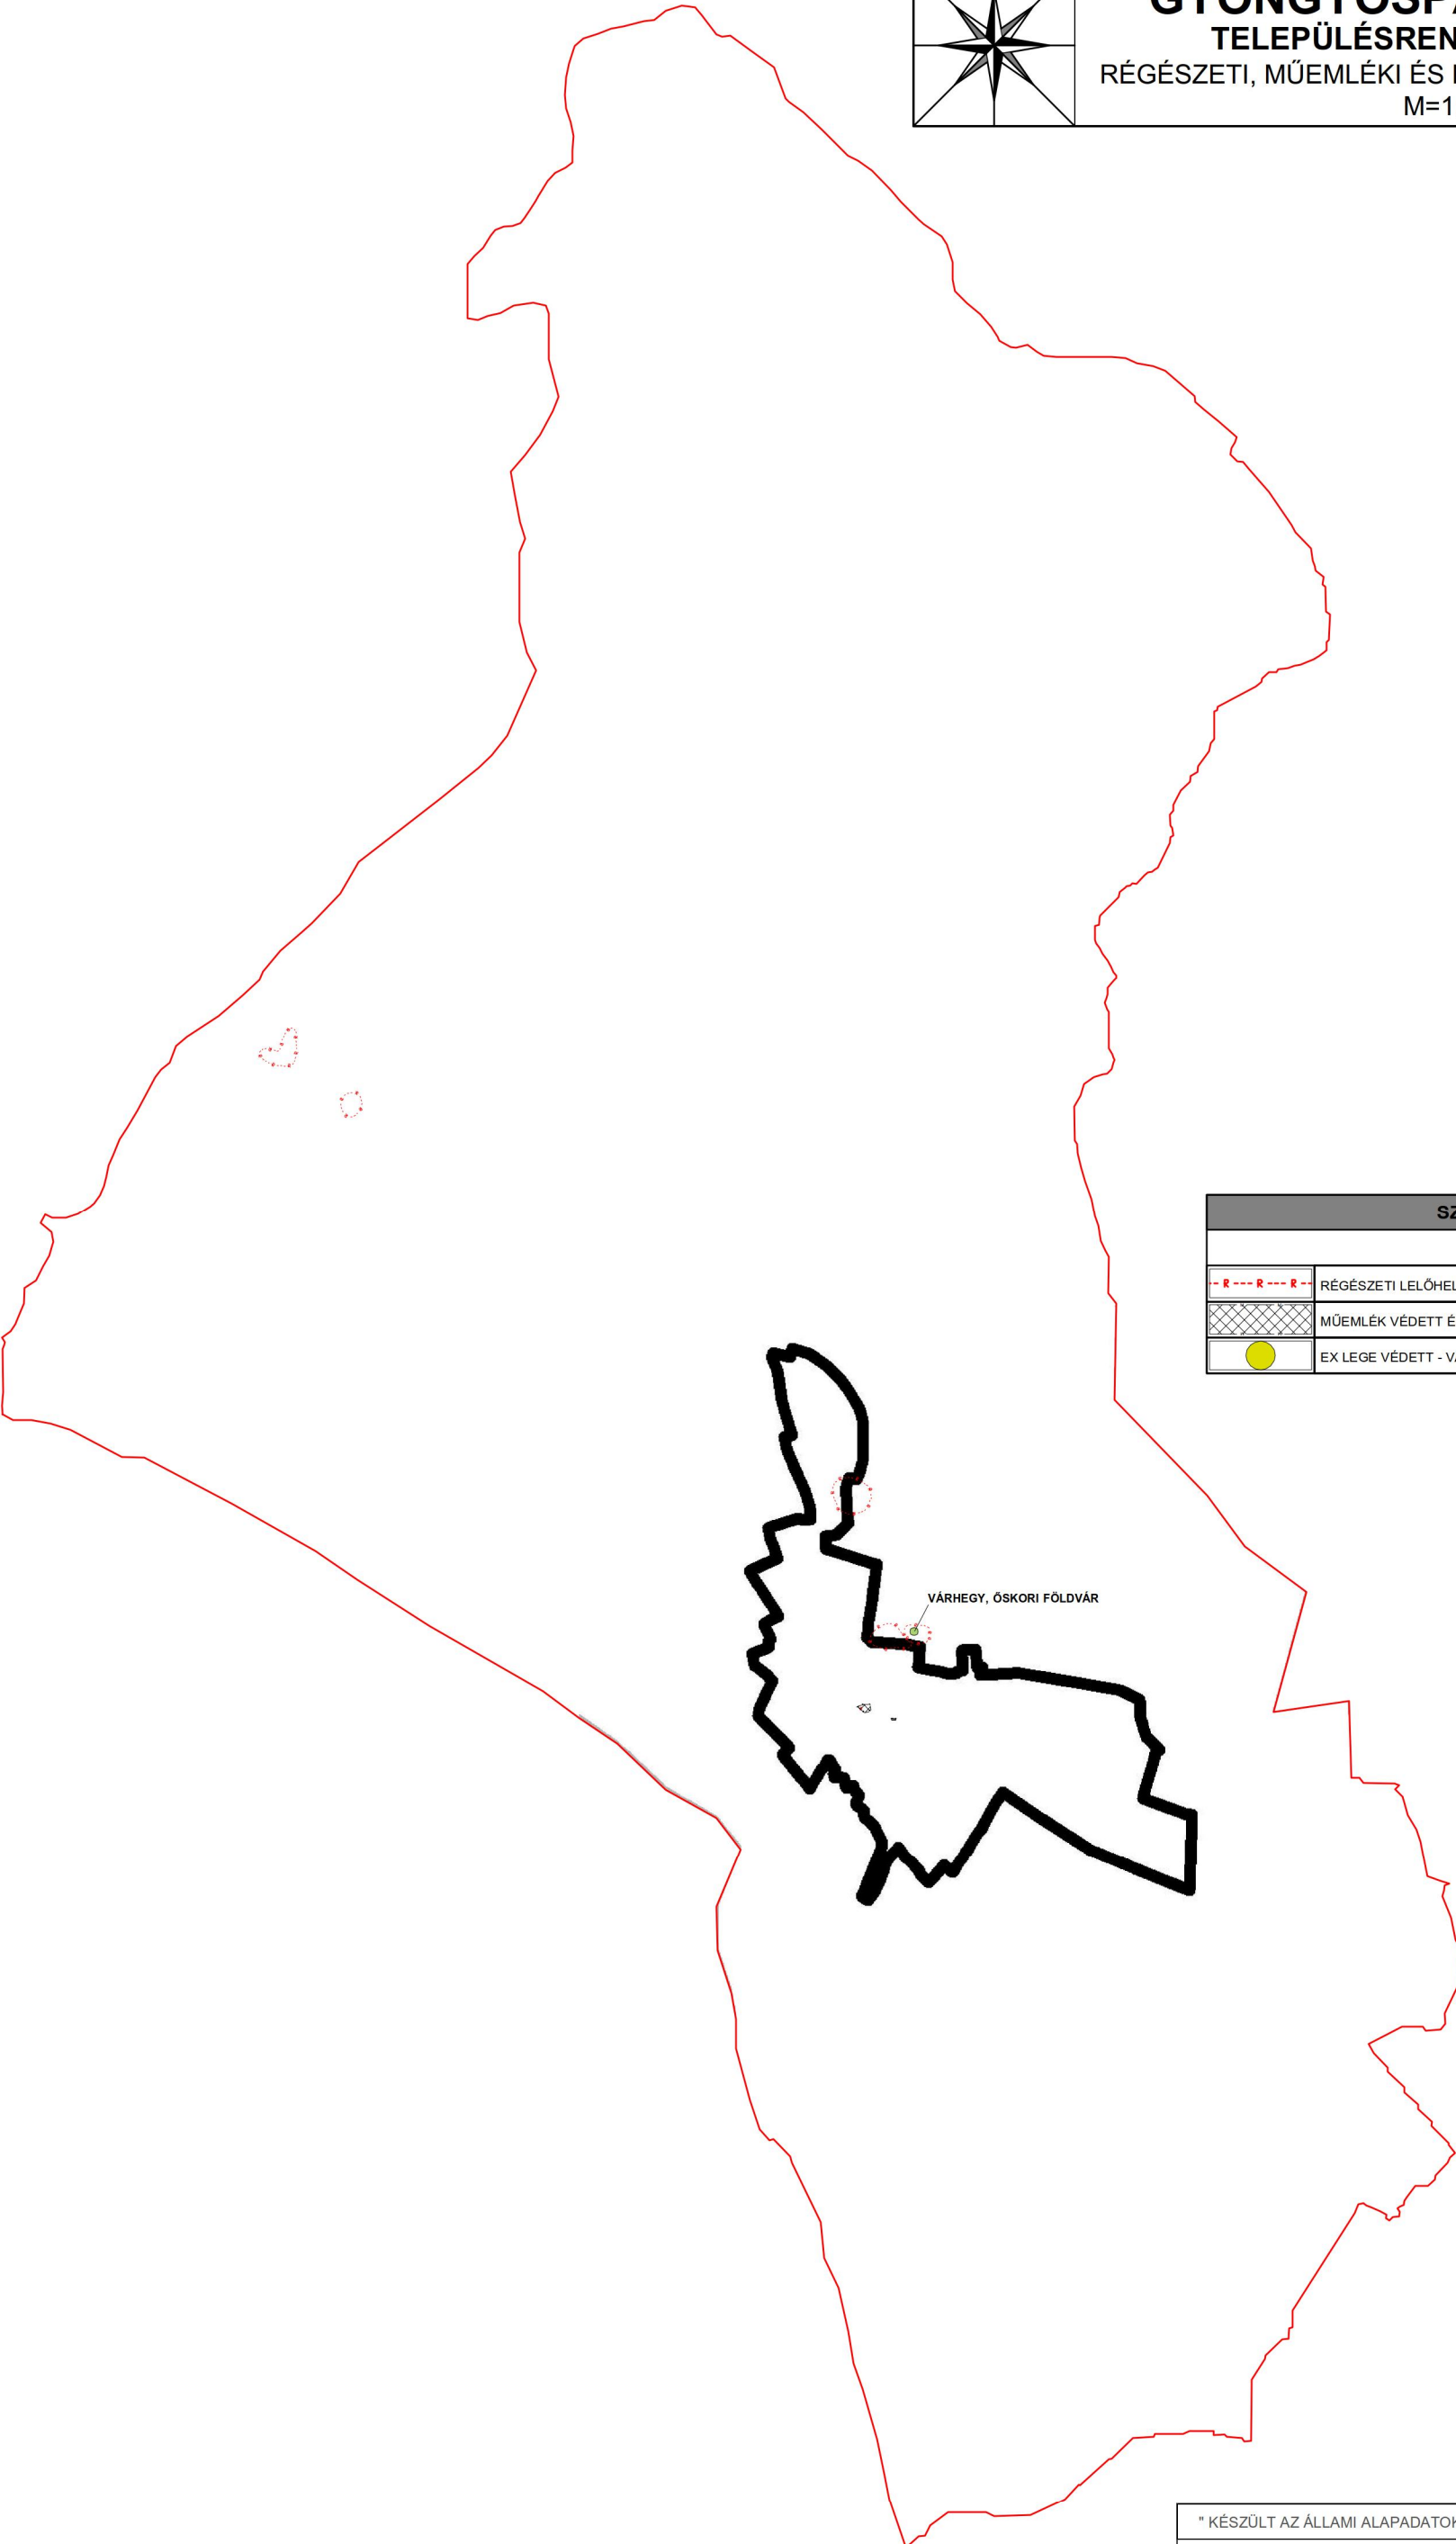 TELEPÜLÉSREN
RÉGÉSZETI, MŰEMLÉKI ÉS
M=1
SZ
R R R
RÉGÉSZETI LELŐHEL
MŰEMLÉK VÉDETT É
EX LEGE VÉDETT - VÁ
VÁRHEGY, ŐSKORI FÖLDVÁR
" KÉSZÜLT AZ ÁLLAMI ALAPADATOK